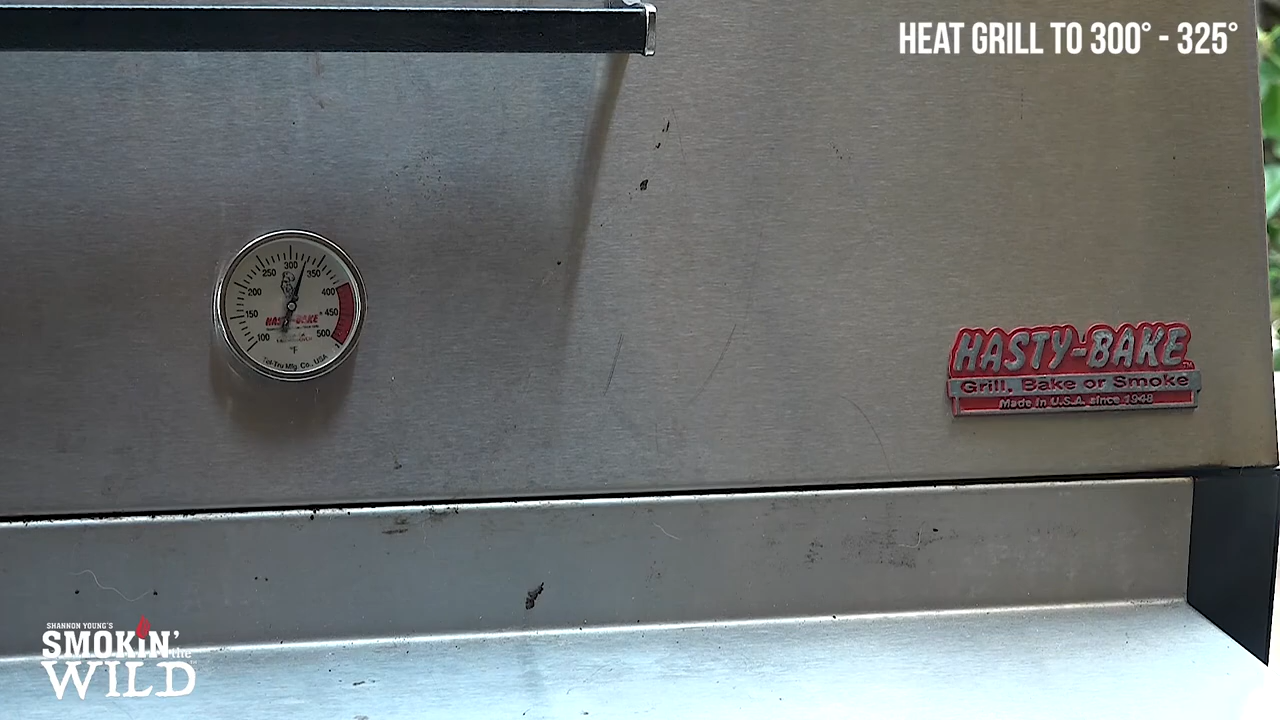 HEAT GRILL TO 300° - 325°
300
250
350
200
400
150
450
100
500
HASTY-BAKE
°F
Tel-Tru Mfg. Co., USA
HASTY-BAKE™
Grill, Bake or Smoke
Made in U.S.A. since 1948
SHANNON YOUNG'S
SMOKIN'
the
WILD